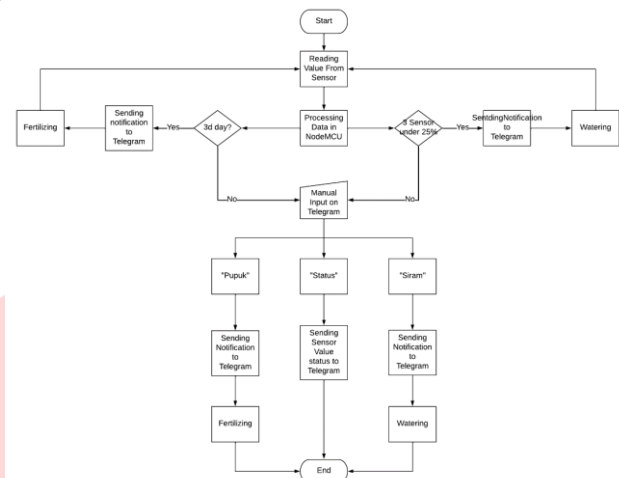 Start
Reading
Value From
Sensor
Fertilizing
Sending
notification
to
Telegram
Yes
3d day?
Processing
Data in
NodeMCU
3 Sensor
under 25%
Yes
SentdingNotification
to
Telegram
Watering
No
Manual
Input on
Telegram
No
"Pupuk"
"Status"
"Siram"
Sending
Notification
to
Telegram
Sending
Sensor
Value
status to
Telegram
Sending
Notification
to
Telegram
Fertilizing
Watering
End